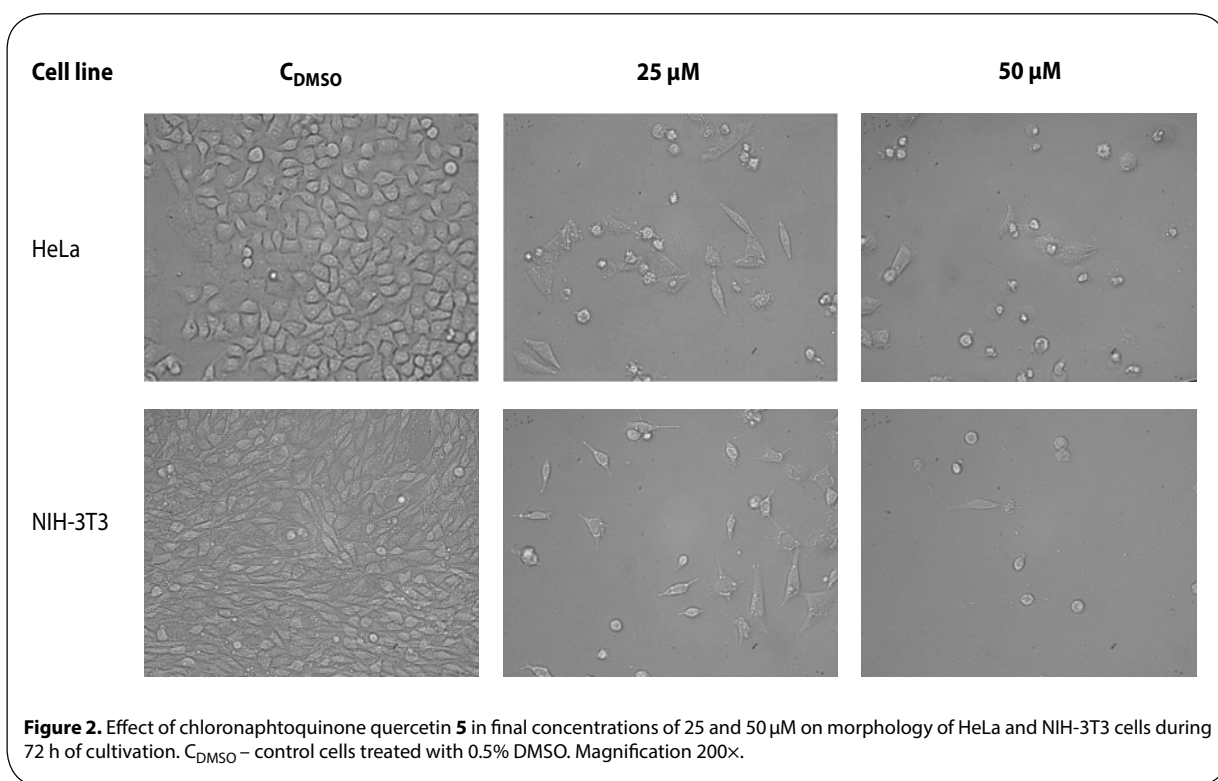 Cell line C_DMSO 25 µM 50 µM
HeLa
NIH-3T3
Figure 2. Effect of chloronaphtoquinone quercetin 5 in final concentrations of 25 and 50 µM on morphology of HeLa and NIH-3T3 cells during
72 h of cultivation. C_DMSO – control cells treated with 0.5% DMSO. Magnification 200×.